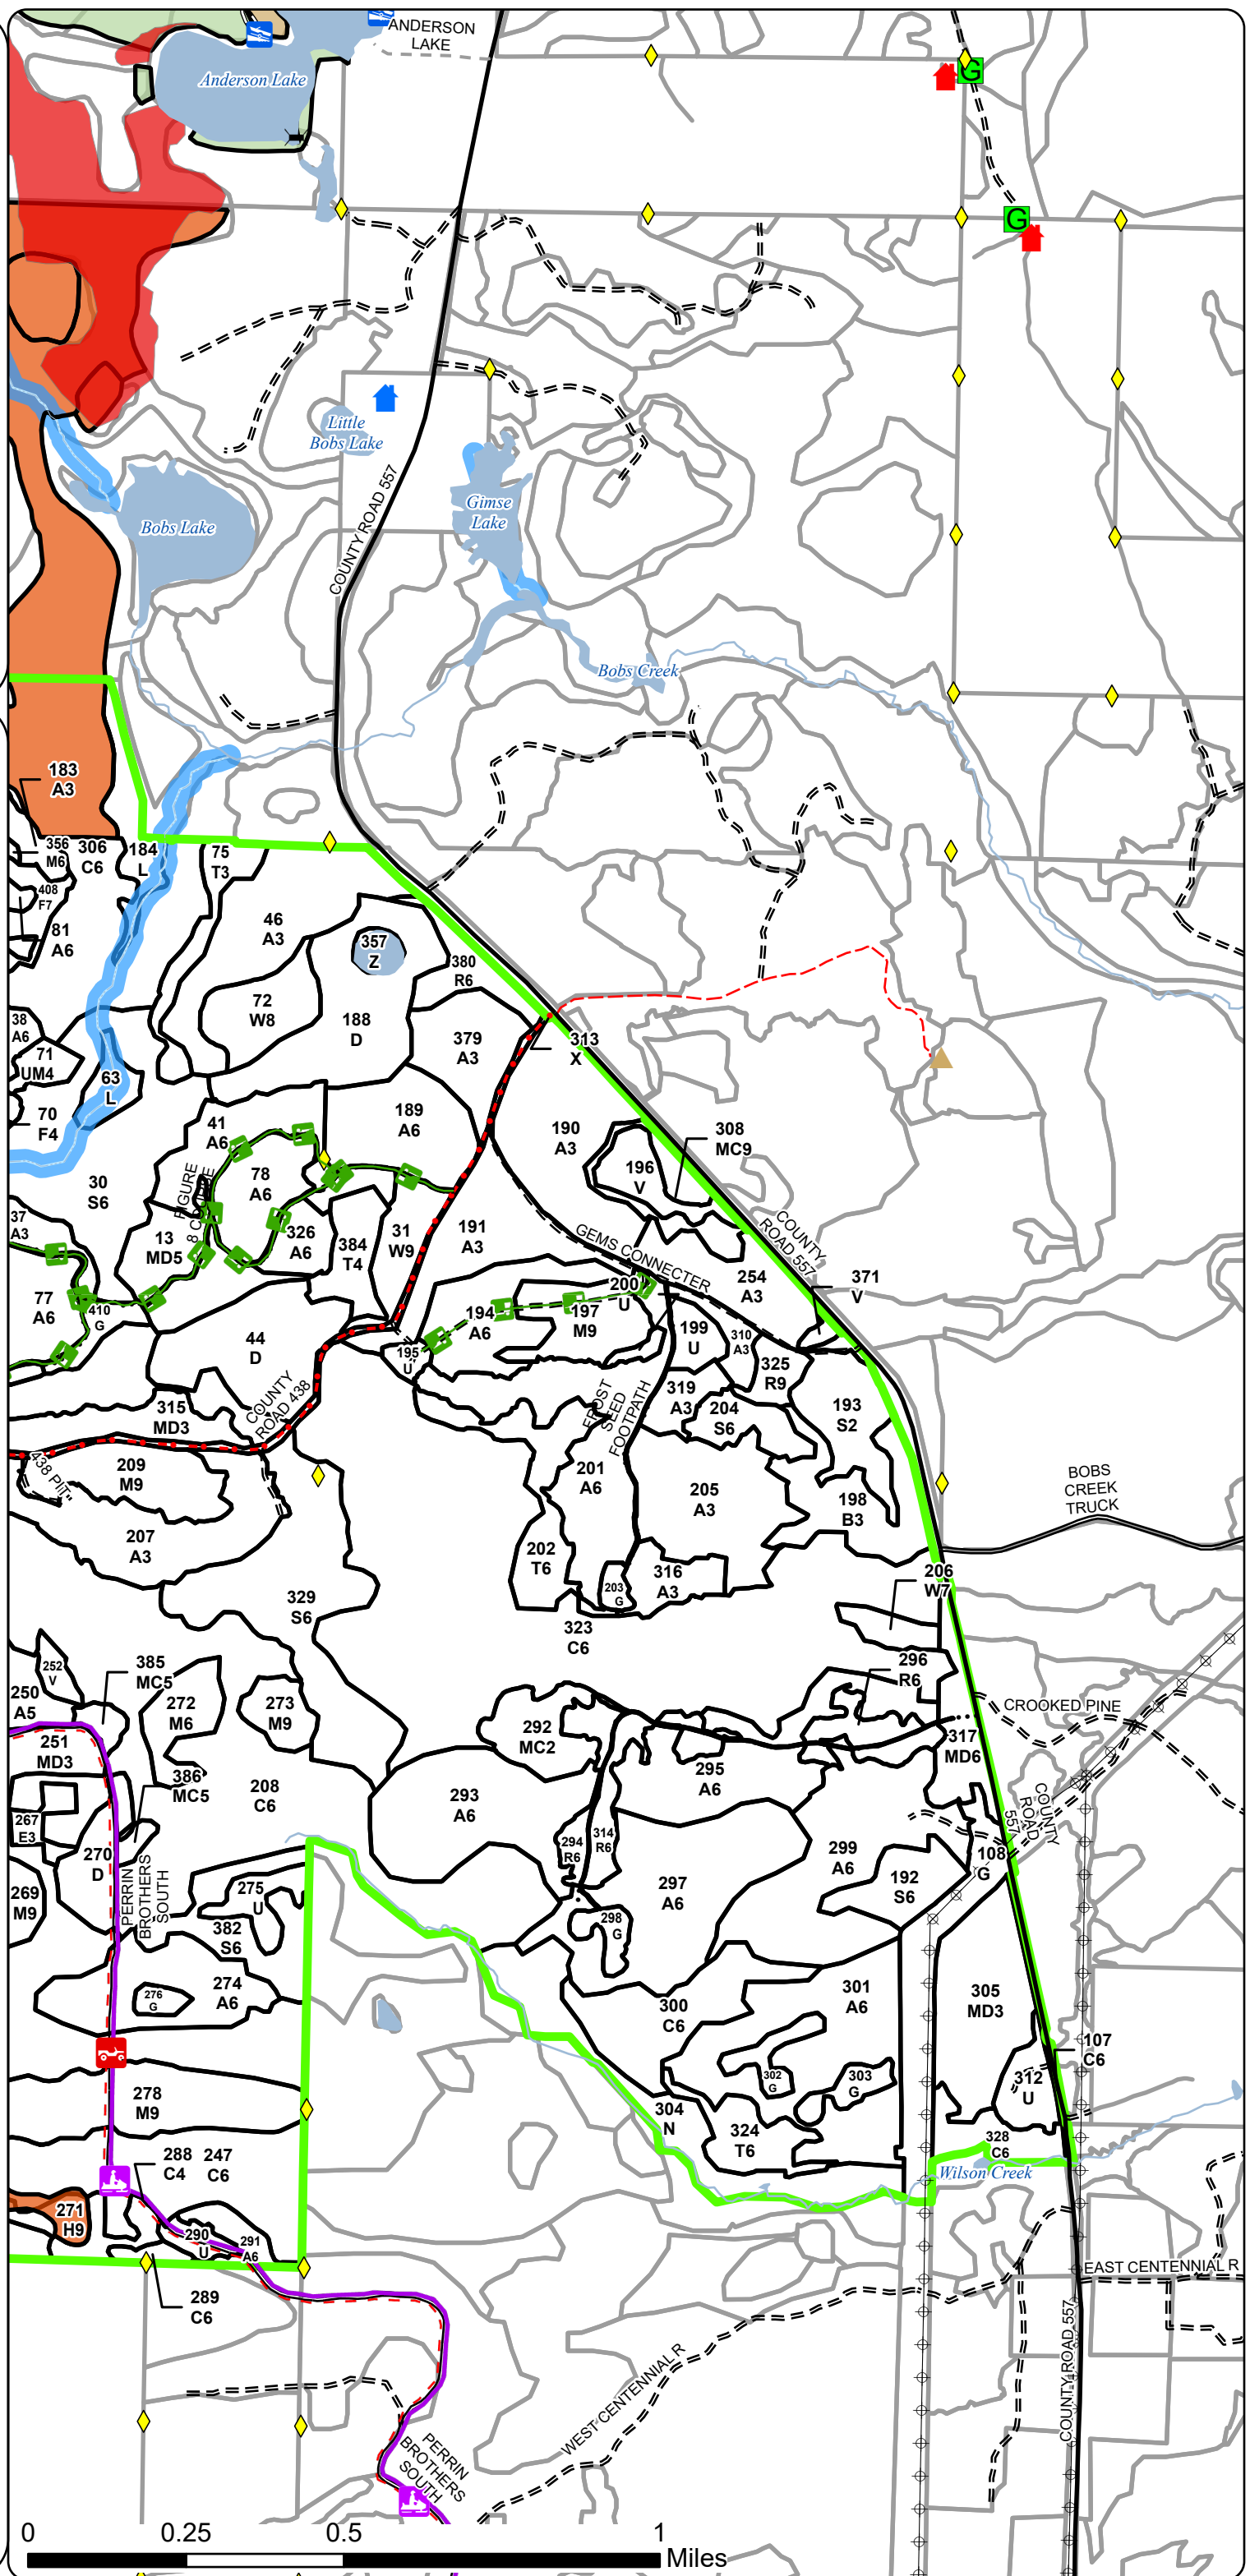 ANDERSON
LAKE
Anderson Lake
G
G
Little
Bobs Lake
Gimse
Lake
Bobs Lake
COUNTY ROAD 557
Bobs Creek
183
A3
356
M6
306
C6
184
L
75
T3
408
F7
81
A6
46
A3
357
Z
380
R6
72
W8
188
D
38
A6
71
UM4
379
A3
313
X
63
L
70
F4
41
A6
189
A6
190
A3
308
MC9
196
V
30
S6
FIGURE
8 COURSE
78
A6
37
A3
13
MD5
326
A6
384
T4
31
W9
191
A3
GEMS CONNECTER
COUNTY
ROAD 557
77
A6
410
G
200
U
254
A3
371
V
194
A6
197
M9
44
D
195
U
199
U
310
A3
325
R9
COUNTY
ROAD 438
315
MD3
FROST
SEED
FOOTPATH
319
A3
204
S6
193
S2
438 PIT
209
M9
201
A6
205
A3
198
B3
BOBS
CREEK
TRUCK
207
A3
202
T6
203
G
316
A3
206
W7
329
S6
323
C6
252
V
385
MC5
250
A5
272
M6
273
M9
296
R6
CROOKED PINE
251
MD3
292
MC2
317
MD6
386
MC5
208
C6
293
A6
295
A6
COUNTY
ROAD
557
267
E3
270
D
294
R6
314
R6
299
A6
108
G
269
M9
PERRIN
BROTHERS
SOUTH
275
U
297
A6
192
S6
382
S6
298
G
276
G
274
A6
300
C6
301
A6
305
MD3
107
C6
302
G
303
G
312
U
278
M9
304
N
324
T6
328
C6
Wilson Creek
288
C4
247
C6
271
H9
290
U
291
A6
289
C6
EAST CENTENNIAL R
COUNTY ROAD 557
WEST CENTENNIAL R
PERRIN
BROTHERS
SOUTH
0 0.25 0.5 1
Miles